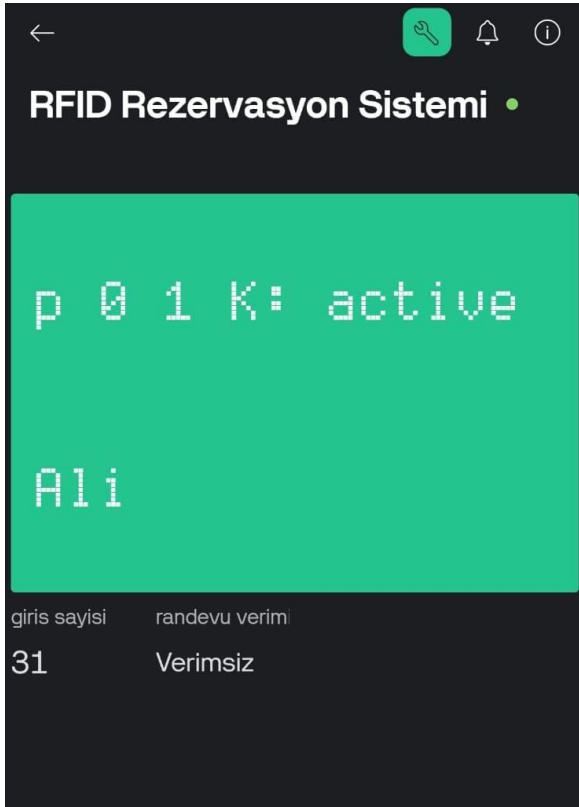 RFID Rezervasyon Sistemi
p 0 1 K: active
Ali
giris sayisi randevu verimi
31 Verimsiz